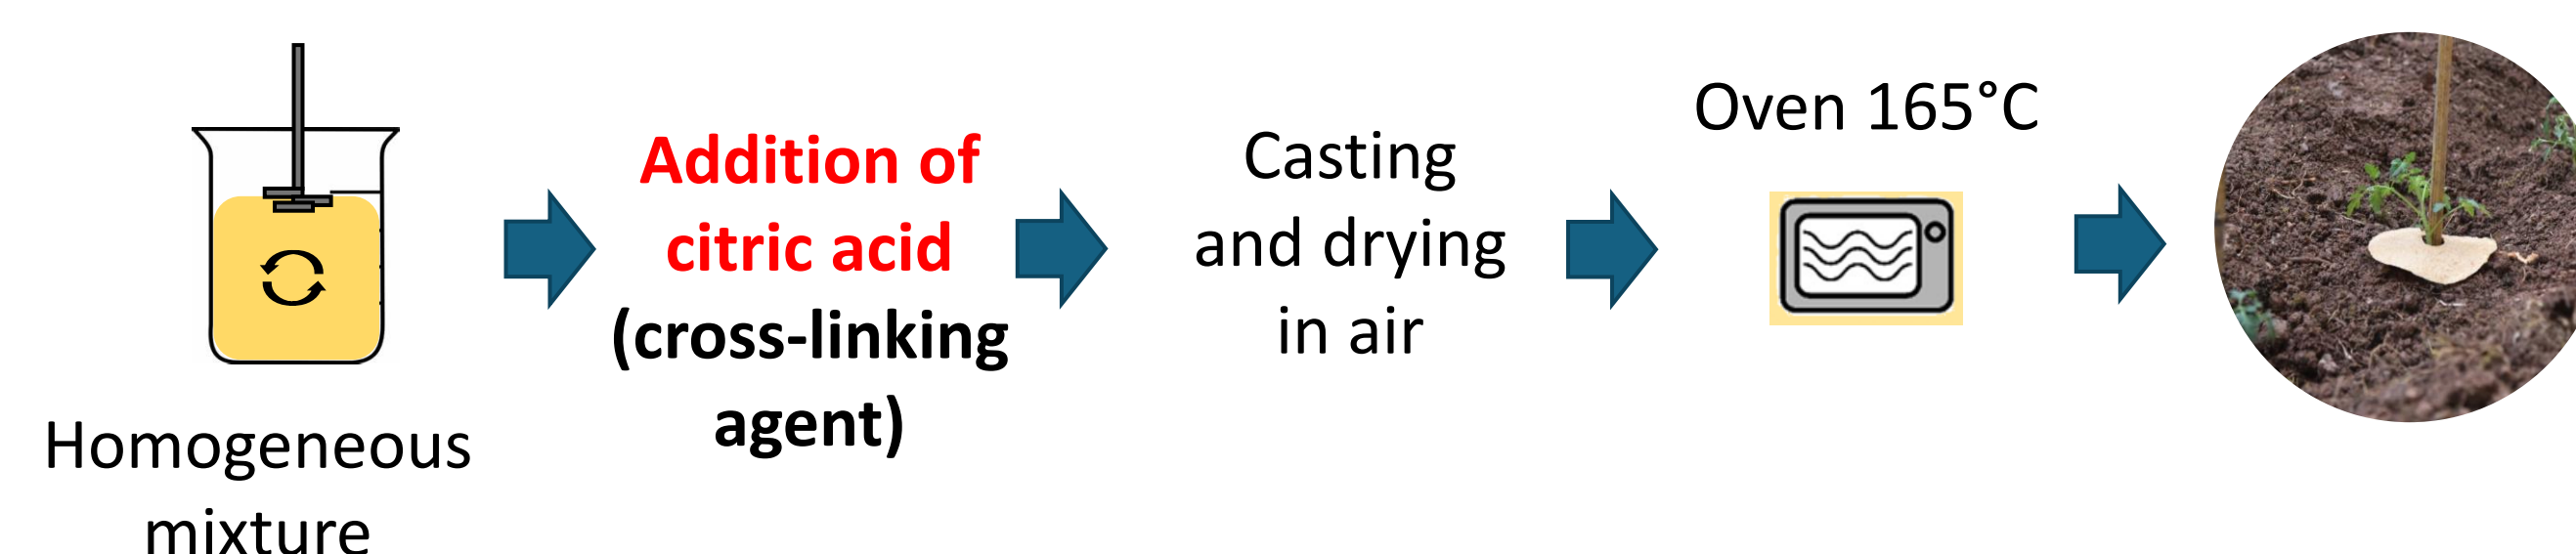 Homogeneous
mixture
Addition of
citric acid
(cross-linking
agent)
Casting
and drying
in air
Oven 165°C